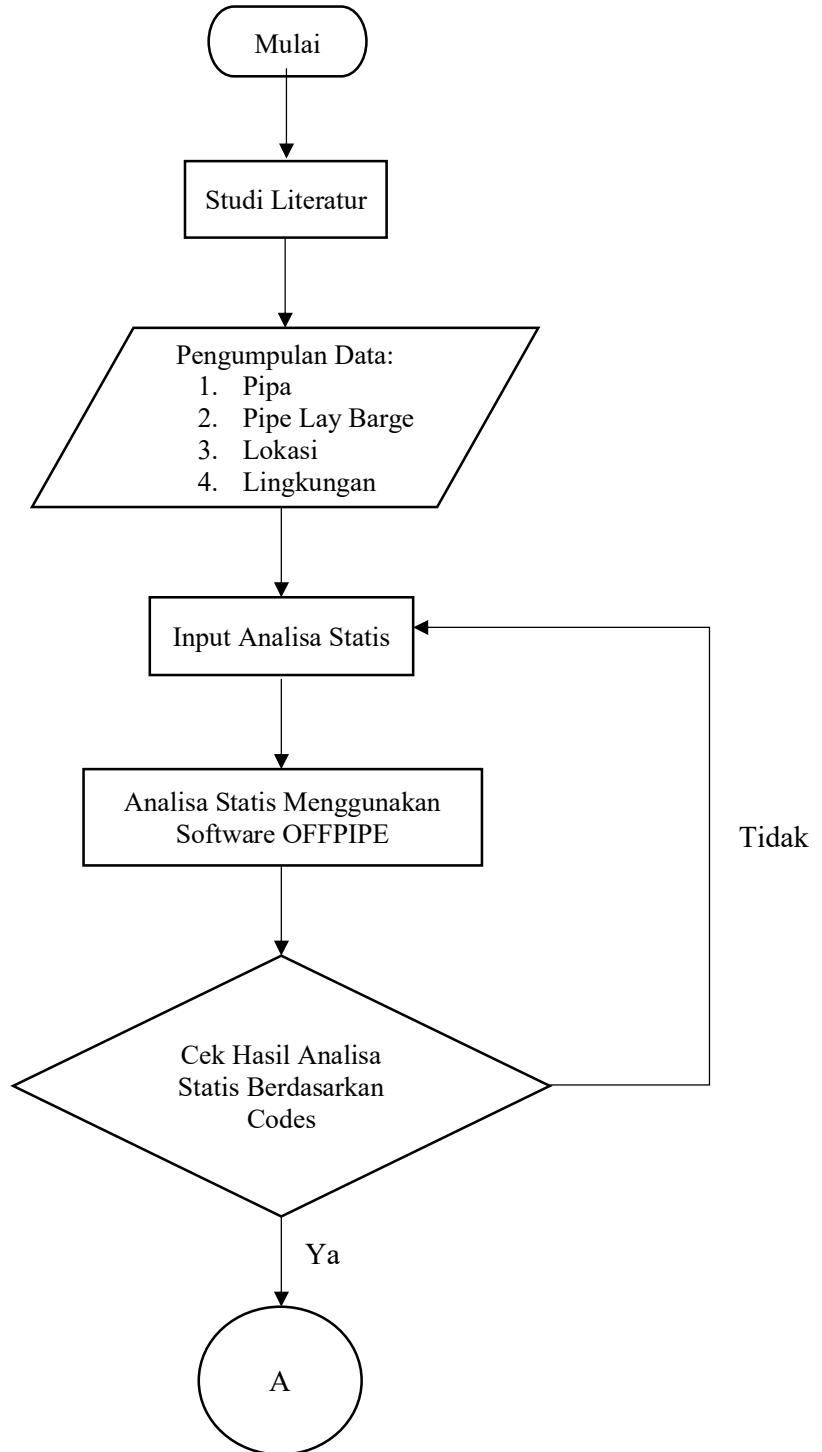 Mulai
Studi Literatur
Pengumpulan Data:
1. Pipa
2. Pipe Lay Barge
3. Lokasi
4. Lingkungan
Input Analisa Statis
Analisa Statis Menggunakan
Software OFFPIPE
Tidak
Cek Hasil Analisa
Statis Berdasarkan
Codes
Ya
A